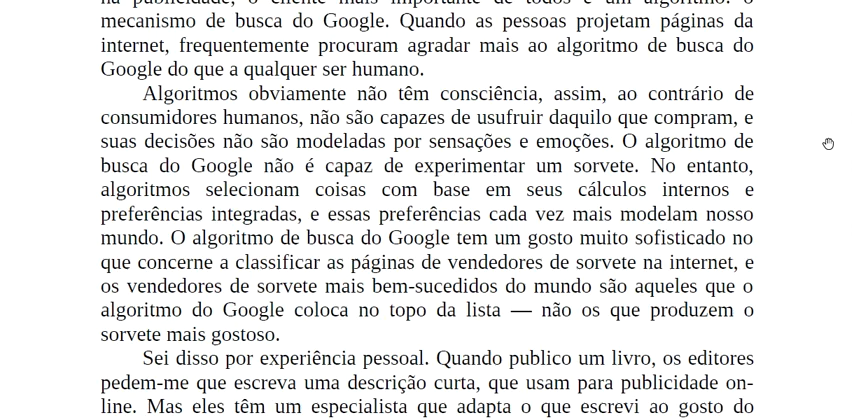 na publicidade, o cliente mais importante de todos é um algoritmo: o
mecanismo de busca do Google. Quando as pessoas projetam páginas da
internet, frequentemente procuram agradar mais ao algoritmo de busca do
Google do que a qualquer ser humano.
Algoritmos obviamente não têm consciência, assim, ao contrário de
consumidores humanos, não são capazes de usufruir daquilo que compram, e
suas decisões não são modeladas por sensações e emoções. O algoritmo de
busca do Google não é capaz de experimentar um sorvete. No entanto,
algoritmos selecionam coisas com base em seus cálculos internos e
preferências integradas, e essas preferências cada vez mais modelam nosso
mundo. O algoritmo de busca do Google tem um gosto muito sofisticado no
que concerne a classificar as páginas de vendedores de sorvete na internet, e
os vendedores de sorvete mais bem-sucedidos do mundo são aqueles que o
algoritmo do Google coloca no topo da lista — não os que produzem o
sorvete mais gostoso.
Sei disso por experiência pessoal. Quando publico um livro, os editores
pedem-me que escreva uma descrição curta, que usam para publicidade on-
line. Mas eles têm um especialista que adapta o que escrevi ao gosto do